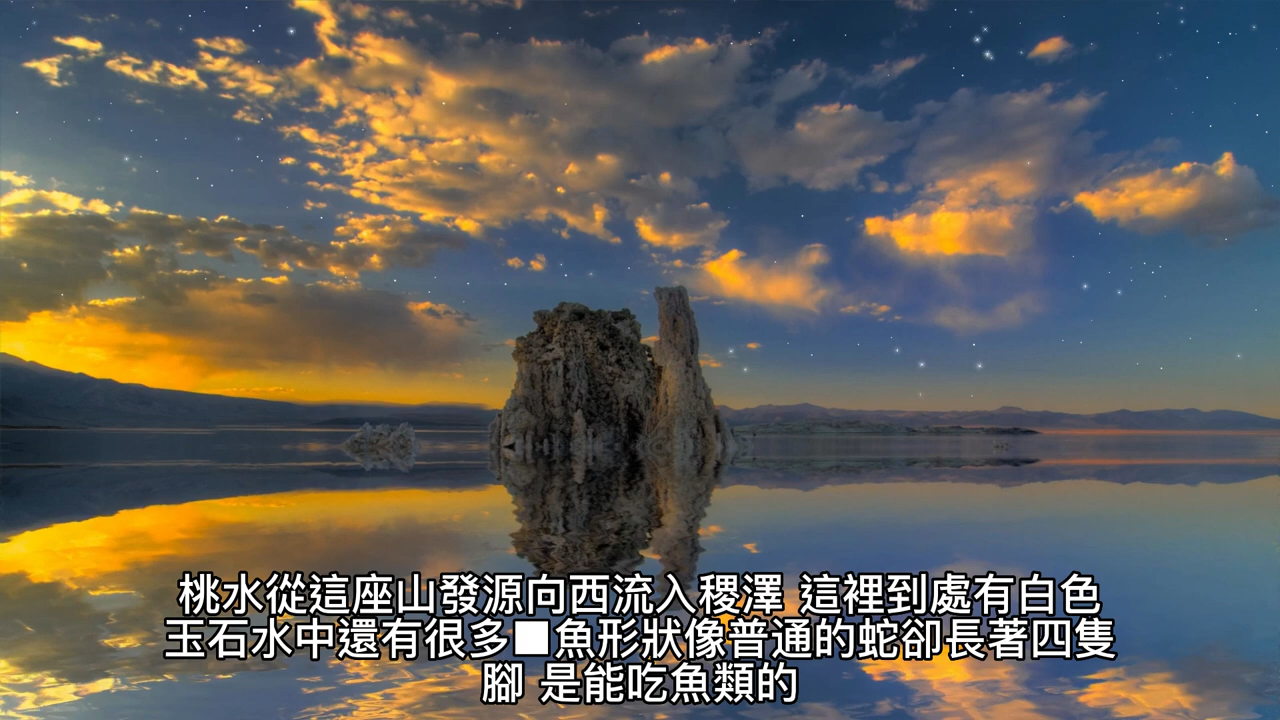 桃水從這座山發源向西流入稷澤 這裡到處有白色
玉石水中還有很多■魚形狀像普通的蛇卻長著四隻
腳 是能吃魚類的